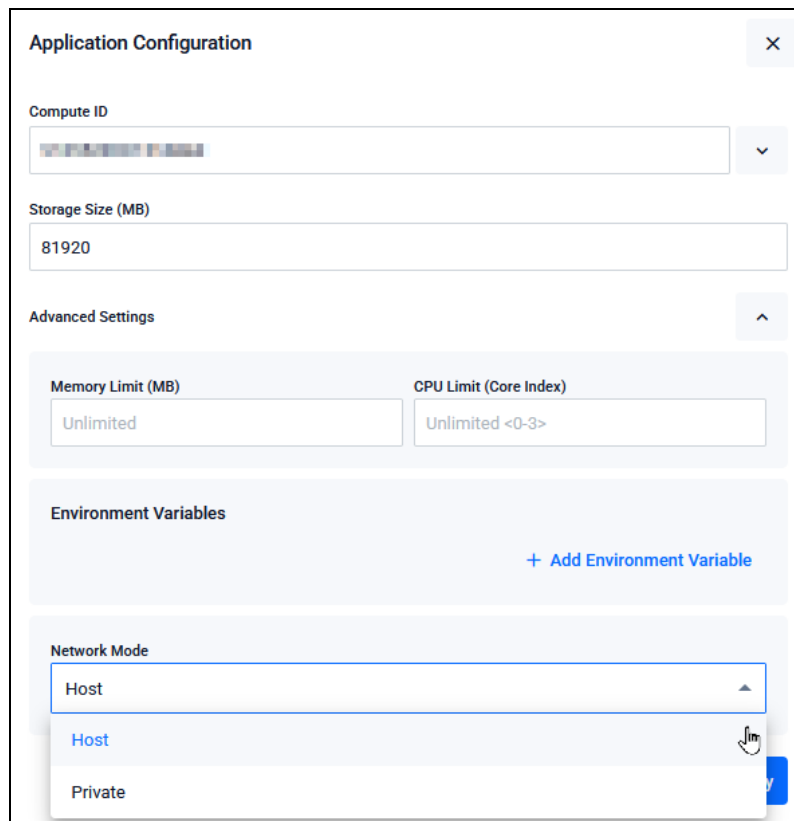 Application Configuration
Compute ID
Storage Size (MB)
81920
Advanced Settings
Memory Limit (MB) CPU Limit (Core Index)
Unlimited Unlimited <0-3>
Environment Variables
+ Add Environment Variable
Network Mode
Host
Host
Private